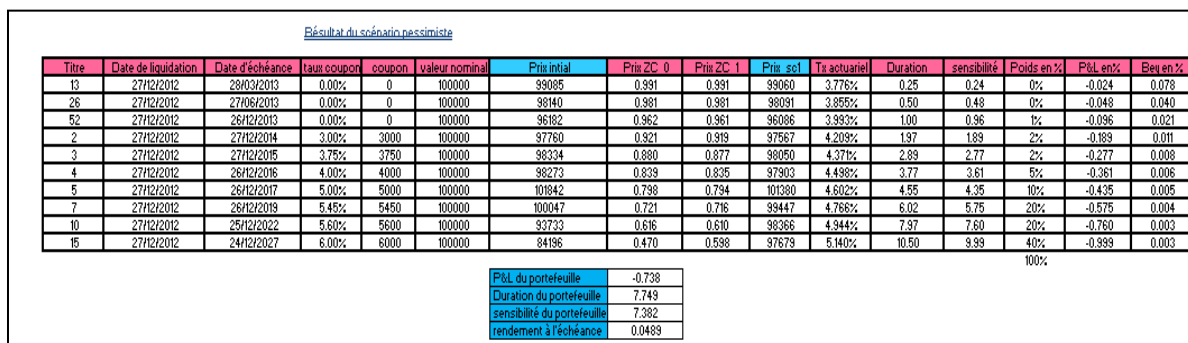 Résultat du scénario pessimiste
Titre Date de liquidation Date d'échéance taux coupon coupon valeur nominal Prix intial Prix ZC_0 Prix ZC_1 Prix_sc1 Tx actuariel Duration sensibilité Poids en % P&L en% Bey en %
13 27/12/2012 28/03/2013 0.00% 0 100000 99085 0.991 0.991 99060 3.776% 0.25 0.24 0% -0.024 0.078
26 27/12/2012 27/06/2013 0.00% 0 100000 98140 0.981 0.981 98091 3.855% 0.50 0.48 0% -0.048 0.040
52 27/12/2012 26/12/2013 0.00% 0 100000 96182 0.962 0.961 96086 3.993% 1.00 0.96 1% -0.096 0.021
2 27/12/2012 27/12/2014 3.00% 3000 100000 97760 0.921 0.919 97567 4.209% 1.97 1.89 2% -0.189 0.011
3 27/12/2012 27/12/2015 3.75% 3750 100000 98334 0.880 0.877 98050 4.371% 2.89 2.77 2% -0.277 0.008
4 27/12/2012 26/12/2016 4.00% 4000 100000 98273 0.839 0.835 97903 4.498% 3.77 3.61 5% -0.361 0.006
5 27/12/2012 26/12/2017 5.00% 5000 100000 101842 0.798 0.794 101380 4.602% 4.55 4.35 10% -0.435 0.005
7 27/12/2012 26/12/2019 5.45% 5450 100000 100047 0.721 0.716 99447 4.766% 6.02 5.75 20% -0.575 0.004
10 27/12/2012 25/12/2022 5.60% 5600 100000 93733 0.616 0.610 98366 4.944% 7.97 7.60 20% -0.760 0.003
15 27/12/2012 24/12/2027 6.00% 6000 100000 84196 0.470 0.598 97679 5.140% 10.50 9.99 40% -0.999 0.003
100%
P&L du portefeuille -0.738
Duration du portefeuille 7.749
sensibilité du portefeuille 7.382
rendement à l'échéance 0.0489